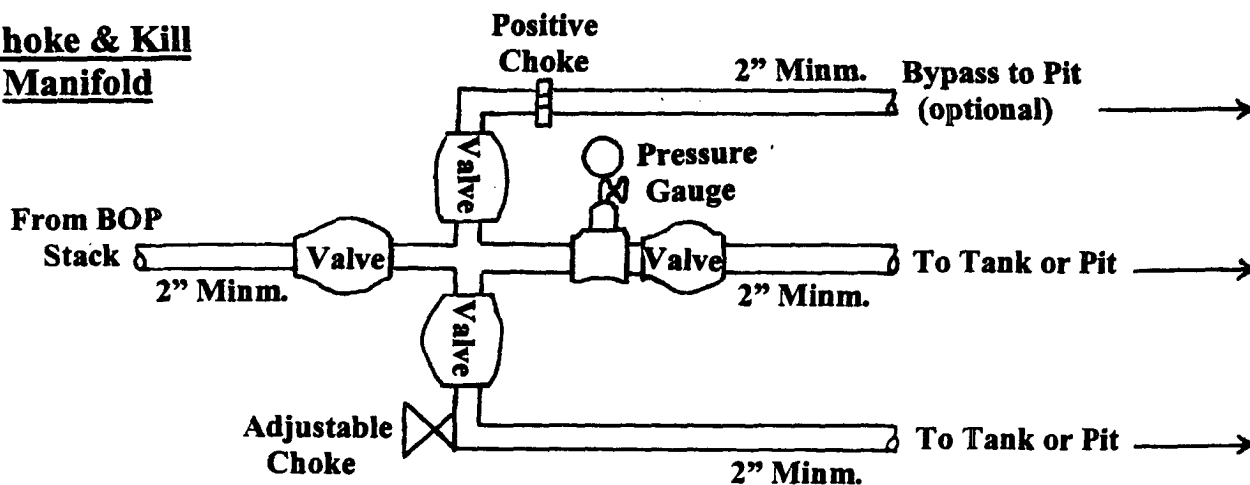 hoke & Kill
Manifold
Positive
Choke
2” Minm.
Bypass to Pit
(optional)
Valve
Pressure
Gauge
From BOP
Stack
Valve
Valve
To Tank or Pit
2” Minm.
2” Minm.
Valve
Adjustable
Choke
To Tank or Pit
2” Minm.